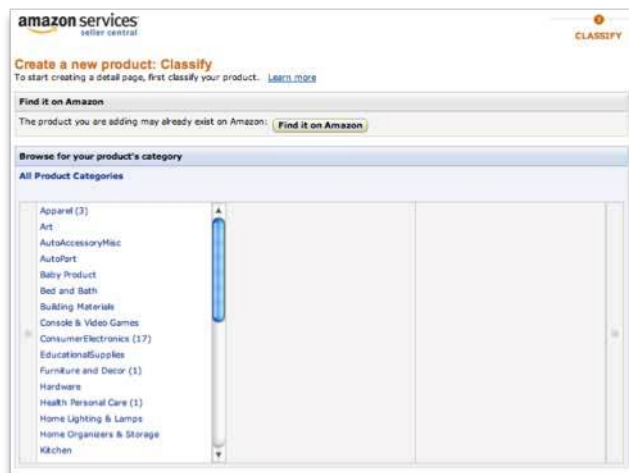 amazon services
seller central
CLASSIFY
Create a new product: Classify
To start creating a detail page, first classify your product. Learn more
Find it on Amazon
The product you are adding may already exist on Amazon: Find it on Amazon
Browse for your product's category
All Product Categories
Apparel (3)
Art
AutoAccessoryMisc
AutoPart
Baby Product
Bed and Bath
Building Materials
Console & Video Games
ConsumerElectronics (17)
EducationalSupplies
Furniture and Decor (1)
Hardware
Health Personal Care (1)
Home Lighting & Lamps
Home Organizers & Storage
Kitchen